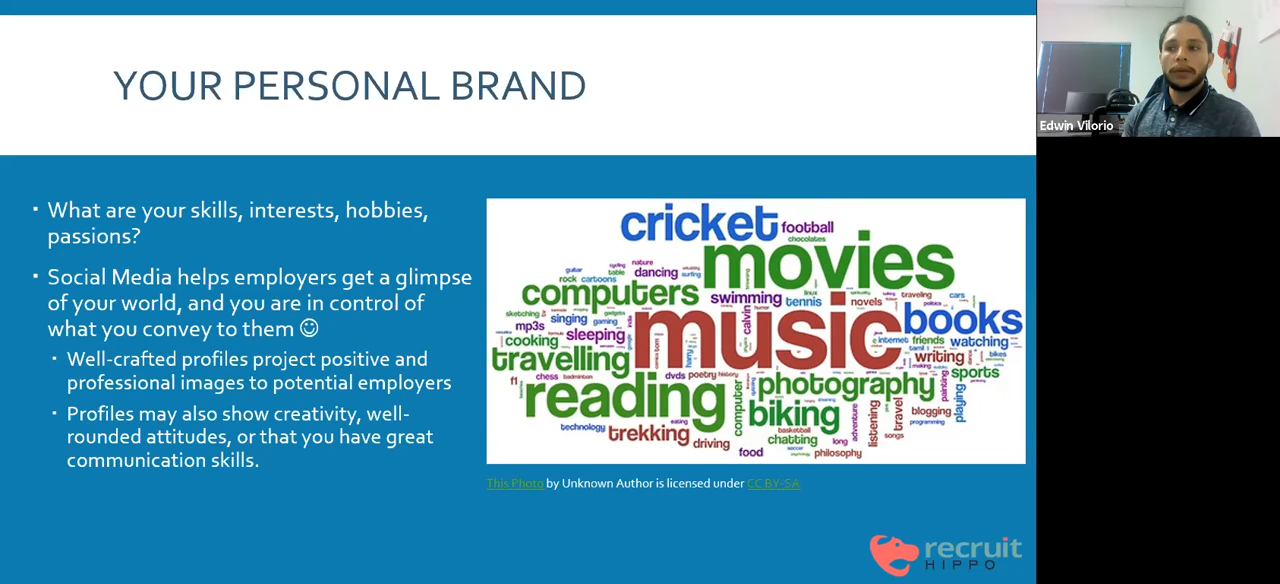 YOUR PERSONAL BRAND
Edwin Vilorio
What are your skills, interests, hobbies,
passions?
Social Media helps employers get a glimpse
of your world, and you are in control of
what you convey to them ☺
Well-crafted profiles project positive and
professional images to potential employers
Profiles may also show creativity, well-
rounded attitudes, or that you have great
communication skills.
cricket
football
chocolates
movies
guitar
rock
cartoons
table
nature
cycling
dancing
surfing
computers
swimming
tennis
linux
novels
traveling
cars
politics
sketching
mp3s
singing
gaming
gadgets
music
calvin
humor
books
internet
friends
watching
cooking
sleeping
travelling
writing
bikes
tamil
sports
f1
chess
badminton
dvds
poetry
history
reading
computer
photography
painting
playing
biking
adventure
listening
travel
blogging
programming
technology
trekking
eating
driving
basketball
chatting
soccer
long
songs
food
philosophy
This Photo by Unknown Author is licensed under CC BY-SA
recruit
HIPPO